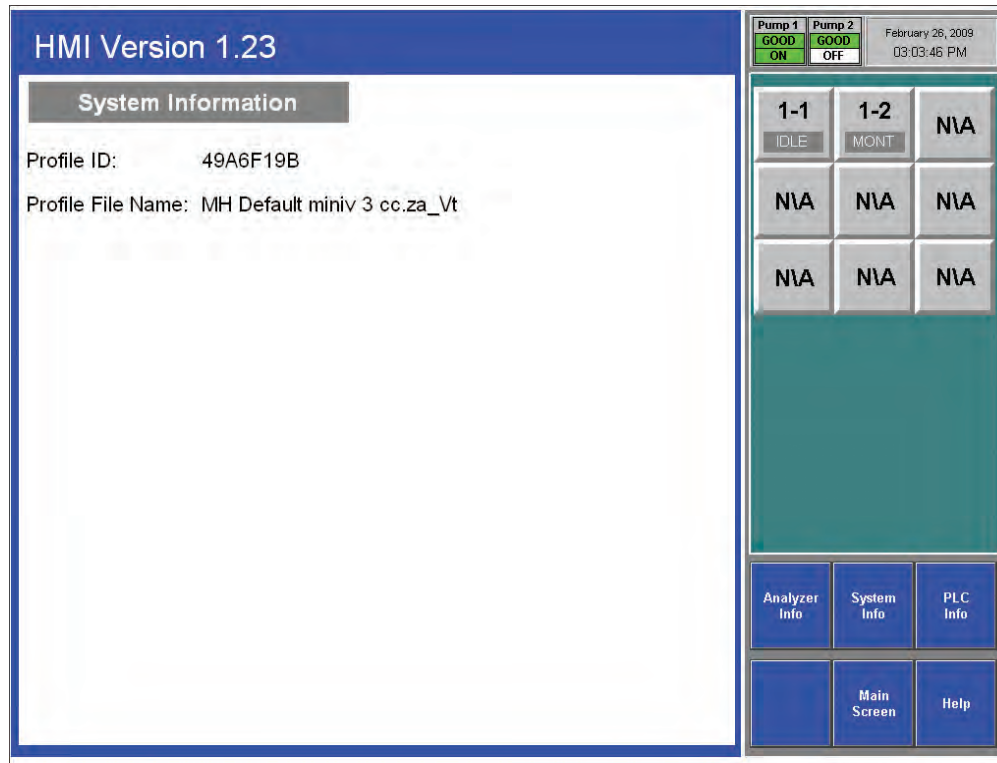 HMI Version 1.23
System Information
Profile ID: 49A6F19B
Profile File Name: MH Default miniv 3 cc.za_Vt
Pump 1 Pump 2
GOOD GOOD
ON OFF
February 26, 2009
03:03:46 PM
1-1 1-2 N\A
IDLE MONT
N\A N\A N\A
N\A N\A N\A
Analyzer System PLC
Info Info Info
Main
Screen
Help